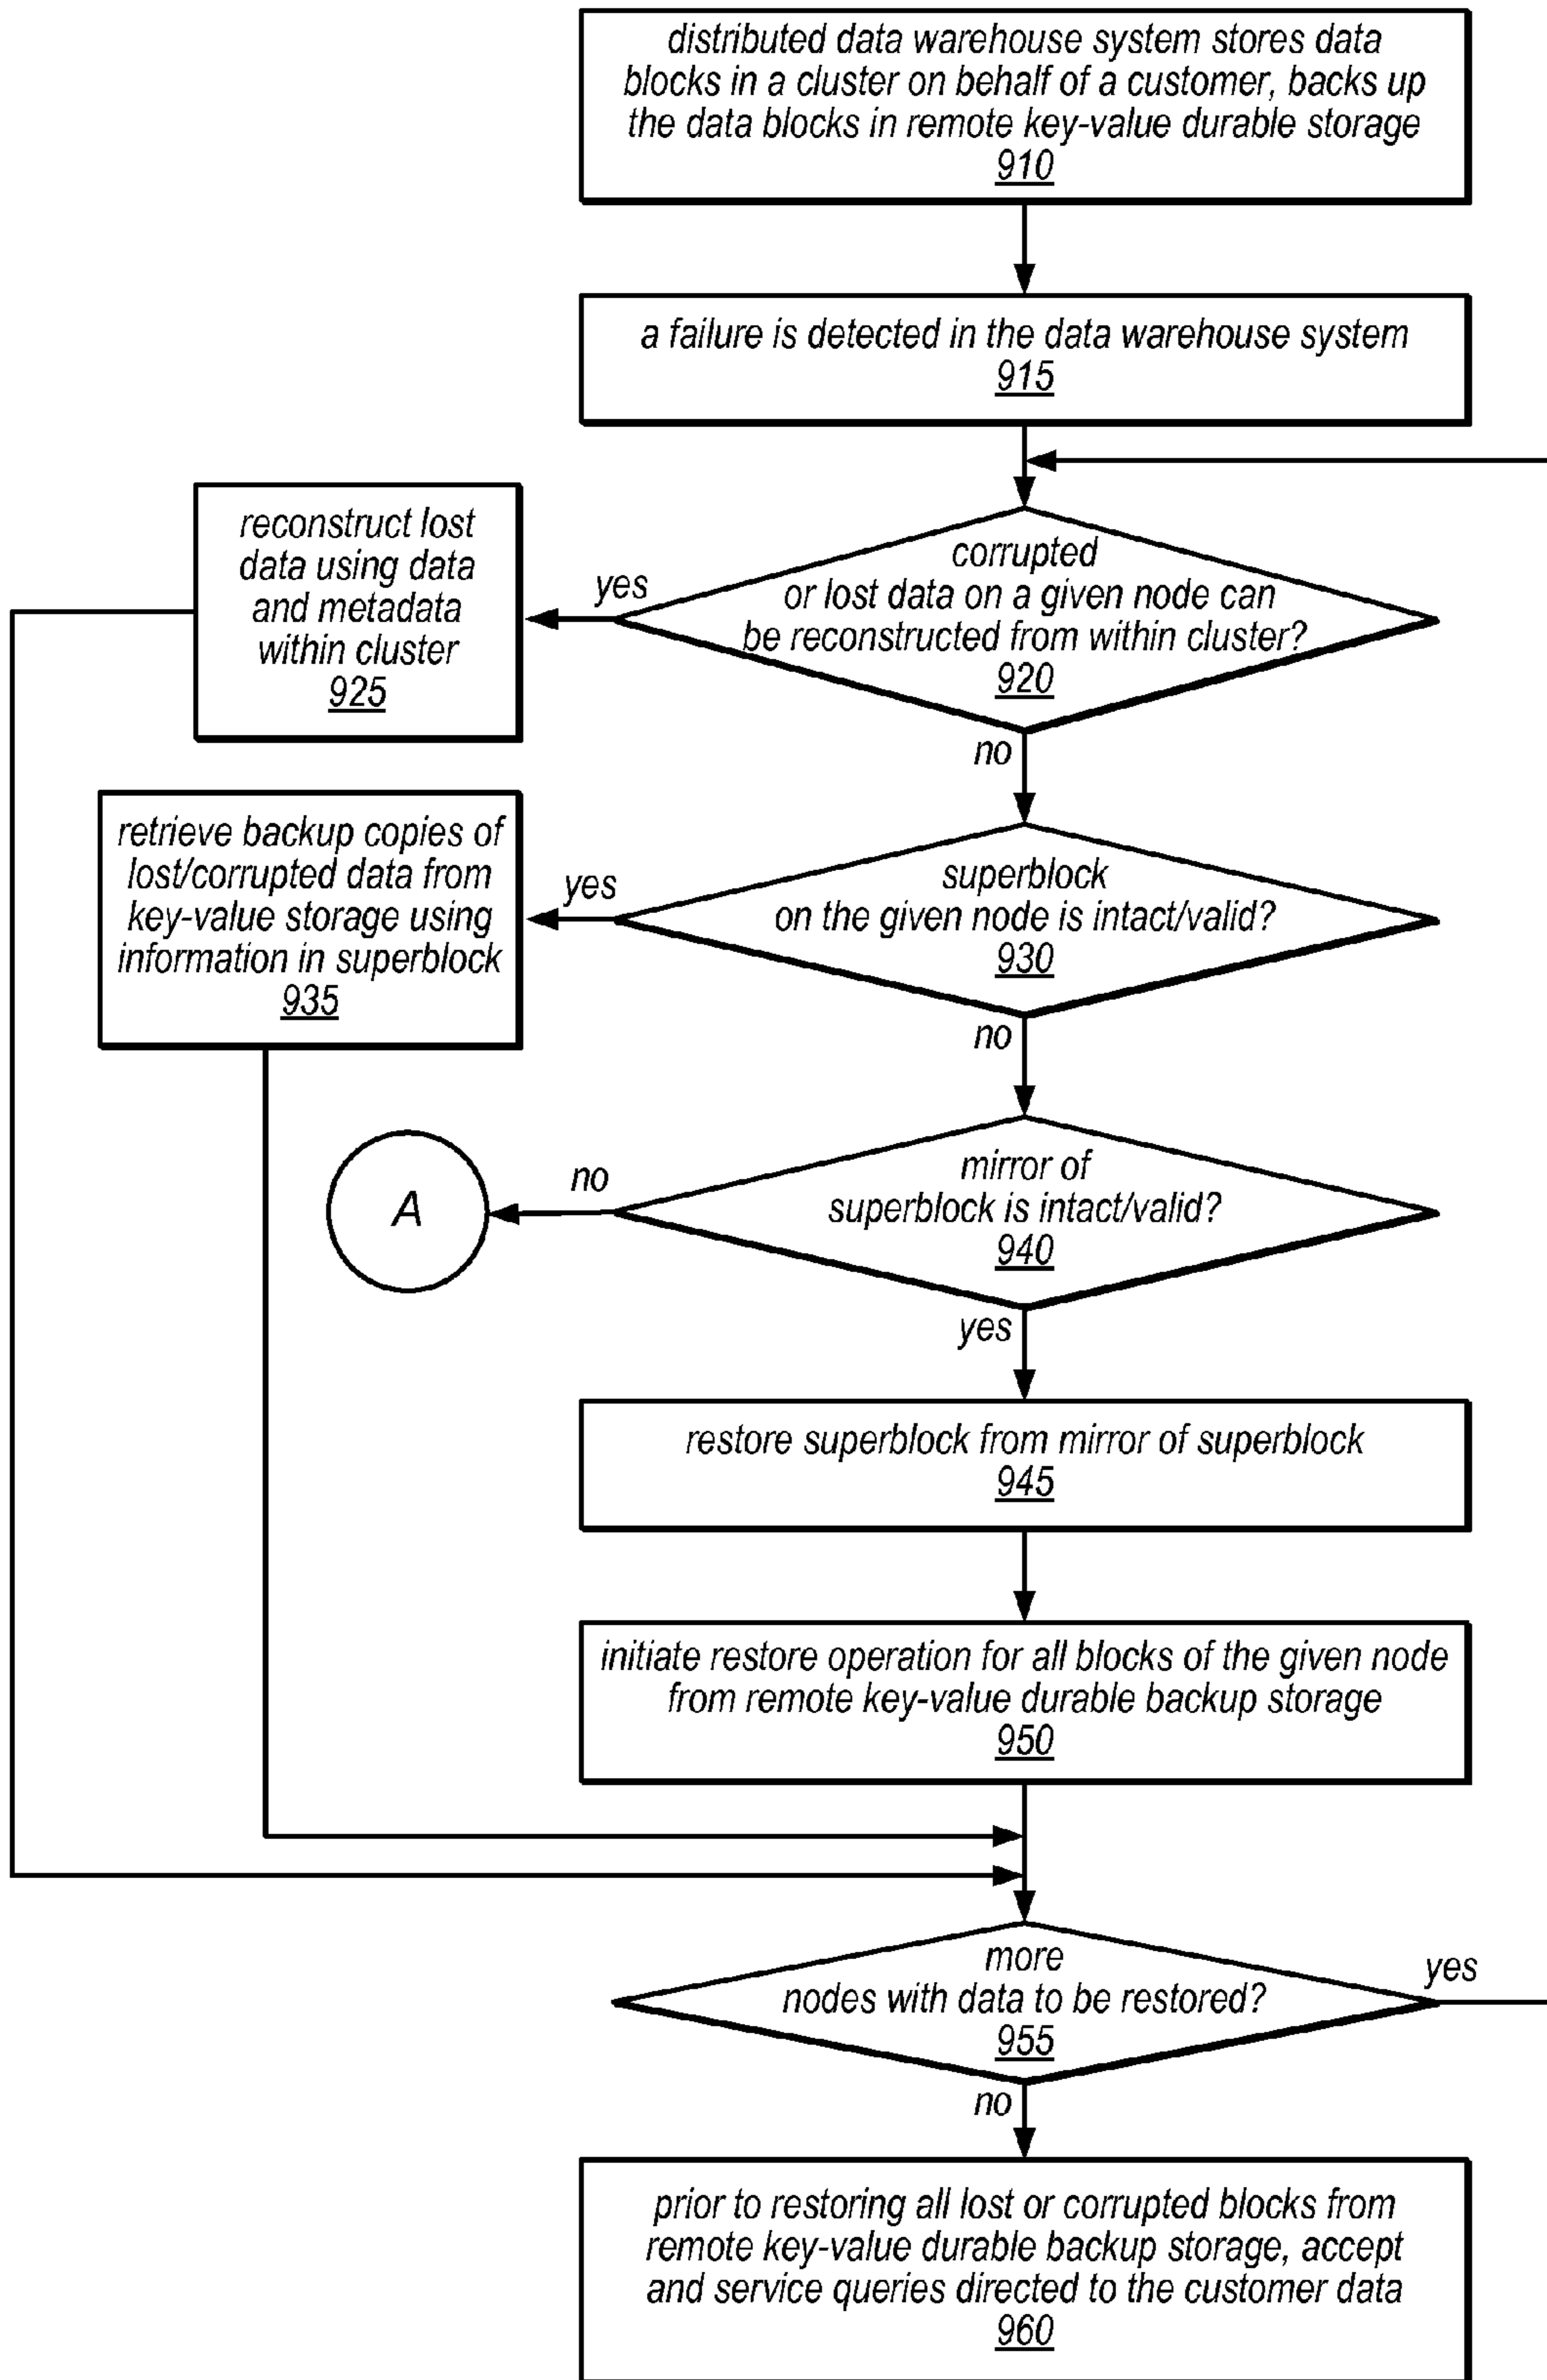 distributed data warehouse system stores data
blocks in a cluster on behalf of a customer, backs up
the data blocks in remote key-value durable storage
910
a failure is detected in the data warehouse system
915
reconstruct lost
data using data
and metadata
within cluster
925
yes
corrupted
or lost data on a given node can
be reconstructed from within cluster?
920
no
retrieve backup copies of
lost/corrupted data from
key-value storage using
information in superblock
935
yes
superblock
on the given node is intact/valid?
930
no
A
no
mirror of
superblock is intact/valid?
940
yes
restore superblock from mirror of superblock
945
initiate restore operation for all blocks of the given node
from remote key-value durable backup storage
950
more
nodes with data to be restored?
955
yes
no
prior to restoring all lost or corrupted blocks from
remote key-value durable backup storage, accept
and service queries directed to the customer data
960